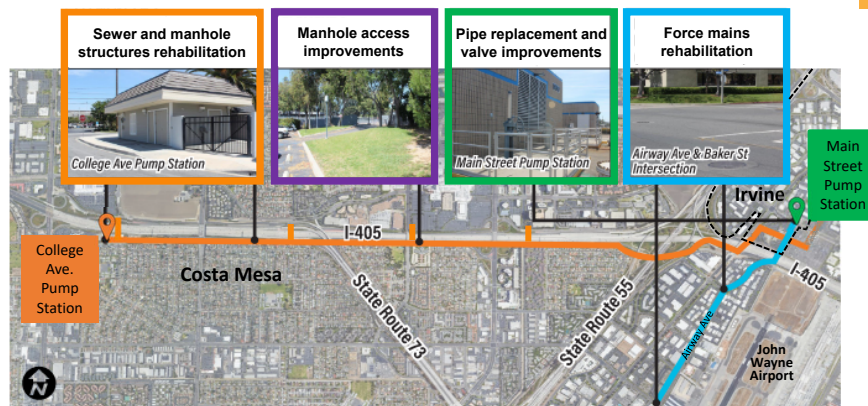 Sewer and manhole
structures rehabilitation
Manhole access
improvements
Pipe replacement and
valve improvements
Force mains
rehabilitation
College Ave Pump Station
Main Street Pump Station
Airway Ave & Baker St
Intersection
Main
Street
Pump
Station
Irvine
I-405
College
Ave.
Pump
Station
Costa Mesa
I-405
State Route 73
State Route 55
Airway Ave
John
Wayne
Airport
N